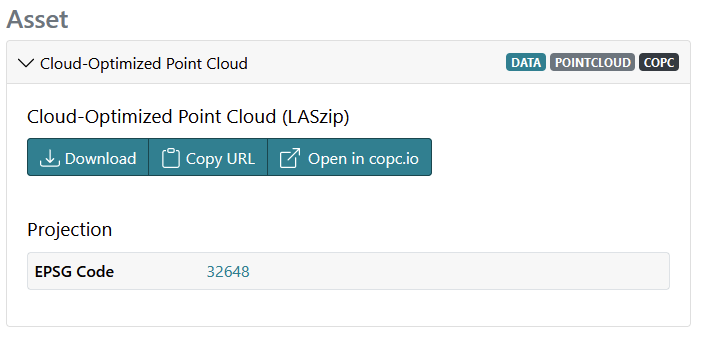 Asset
Cloud-Optimized Point Cloud DATA POINTCLOUD COPC
Cloud-Optimized Point Cloud (LASzip)
Download Copy URL Open in copc.io
Projection
EPSG Code 32648